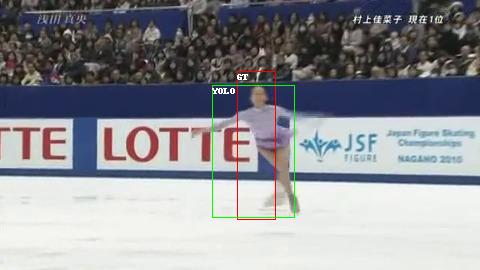 浅田 真央
村上佳菜子 現在1位
GT
YOLO
TTE
LOTTE
JSF
FIGURE
Japan Figure Skating
Championships
NAGANO 2010